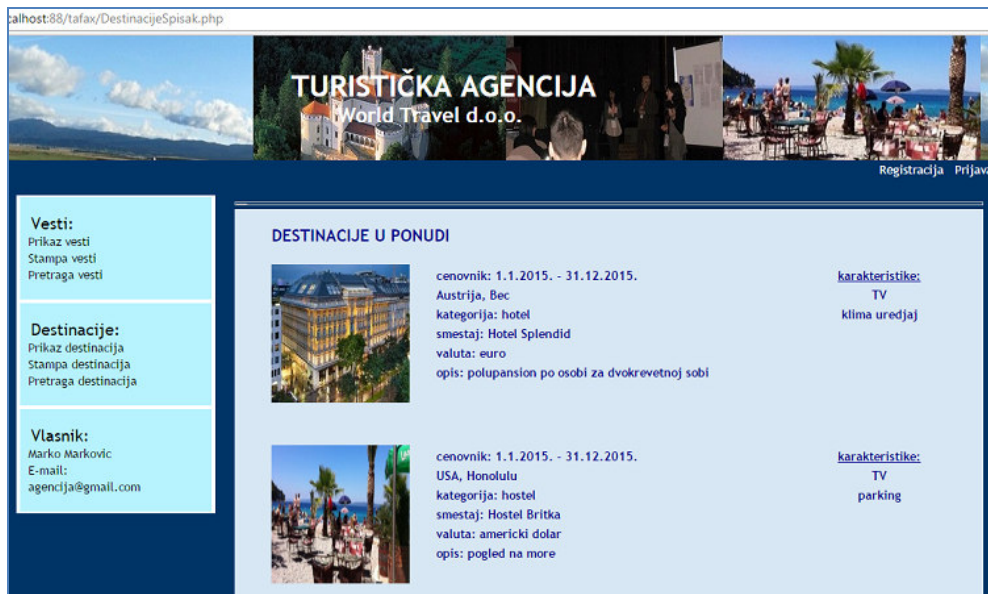 calhost:88/tafax/DestinacijeSpisak.php
TURISTIČKA AGENCIJA
World Travel d.o.o.
Registracija Prijava
Vesti:
Prikaz vesti
Stampa vesti
Pretraga vesti
Destinacije:
Prikaz destinacija
Stampa destinacija
Pretraga destinacija
Vlasnik:
Marko Markovic
E-mail:
agencija@gmail.com
DESTINACIJE U PONUDI
cenovnik: 1.1.2015. - 31.12.2015.
Austrija, Bec
kategorija: hotel
smestaj: Hotel Splendid
valuta: euro
opis: polupansion po osobi za dvokrevetnoj sobi
karakteristike:
TV
klima uredjaj
cenovnik: 1.1.2015. - 31.12.2015.
USA, Honolulu
kategorija: hostel
smestaj: Hostel Britka
valuta: americki dolar
opis: pogled na more
karakteristike:
TV
parking